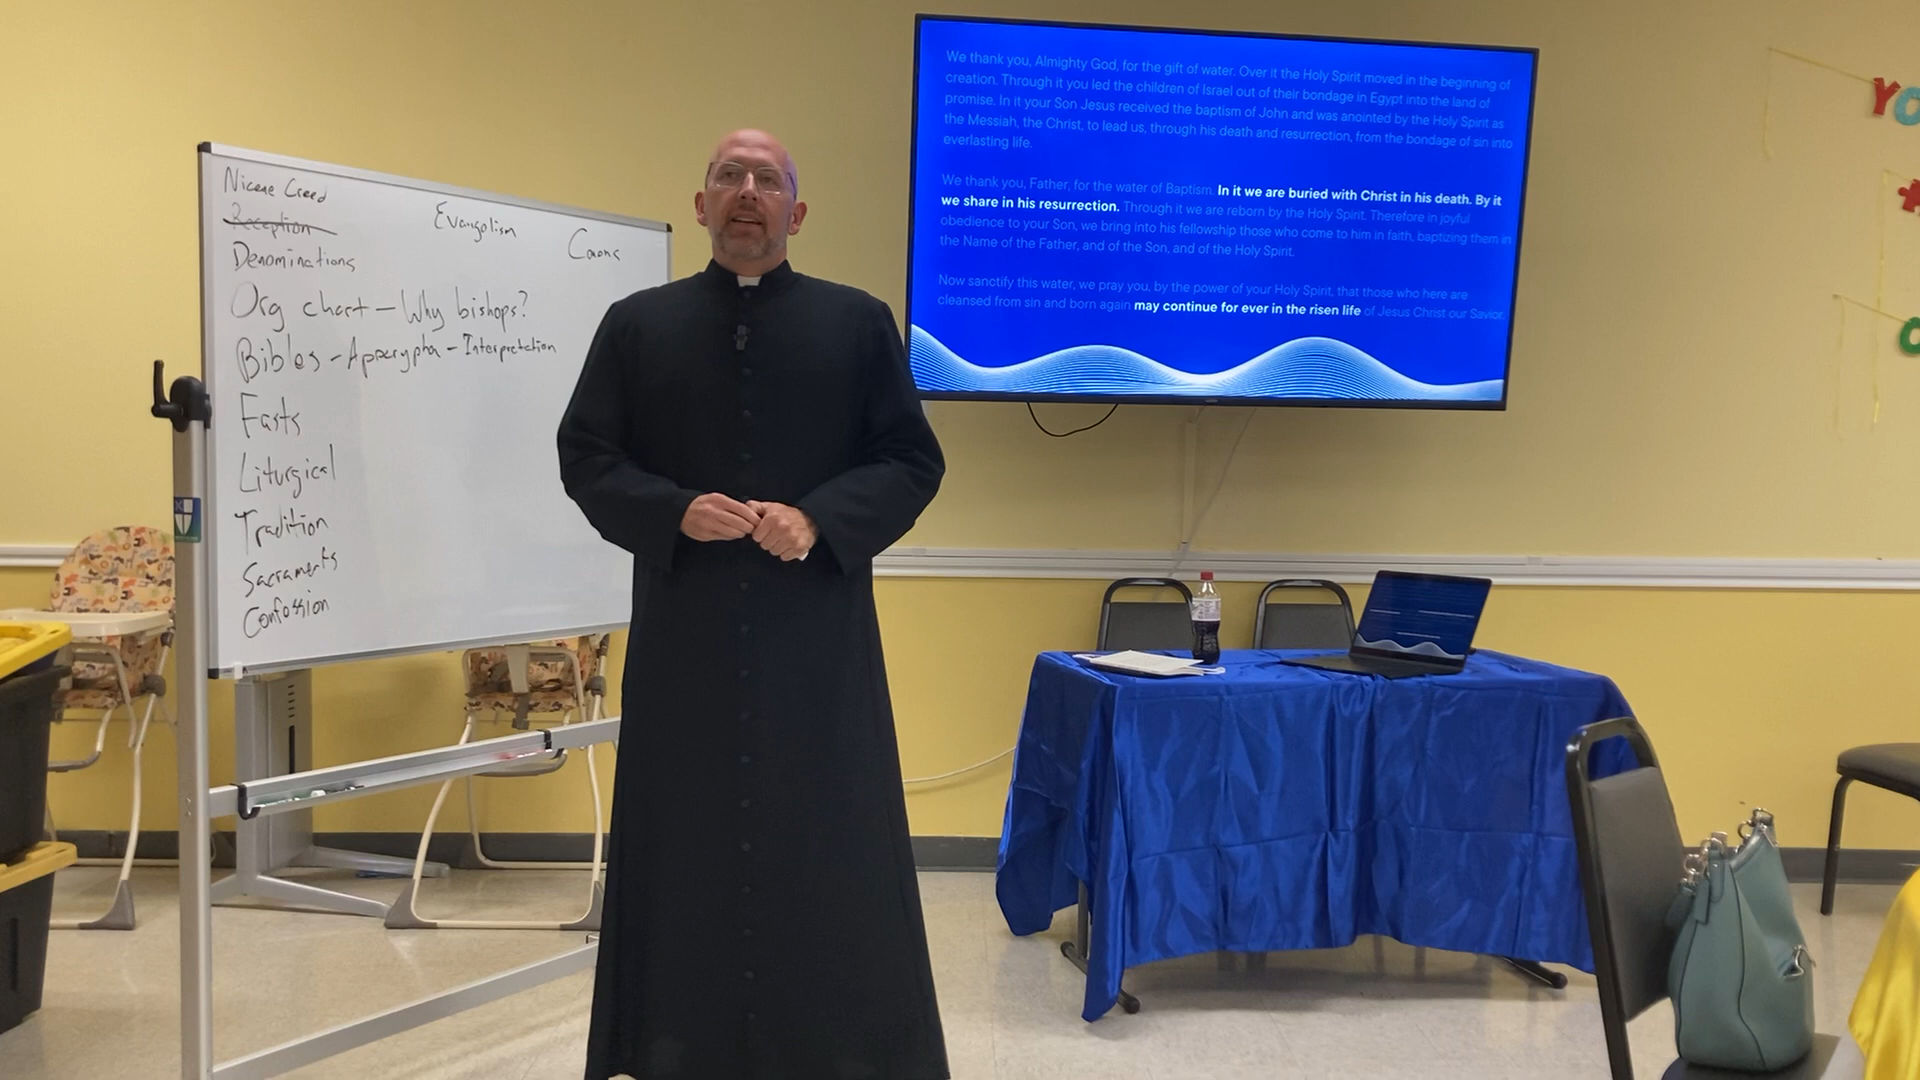 Nicene Creed
Reception
Denominations
Evangolism
Canons
Org chart - Why bishops?
Bibles - Apperypha - Interpretation
Fasts
Liturgical
Tradition
Sacraments
Confossion
We thank you, Almighty God, for the gift of water. Over it the Holy Spirit moved in the beginning of
creation. Through it you led the children of Israel out of their bondage in Egypt into the land of
promise. In it your Son Jesus received the baptism of John and was anointed by the Holy Spirit as
the Messiah, the Christ, to lead us, through his death and resurrection, from the bondage of sin into
everlasting life.
We thank you, Father, for the water of Baptism. In it we are buried with Christ in his death. By it
we share in his resurrection. Through it we are reborn by the Holy Spirit. Therefore in joyful
obedience to your Son, we bring into his fellowship those who come to him in faith, baptizing them in
the Name of the Father, and of the Son, and of the Holy Spirit.
Now sanctify this water, we pray you, by the power of your Holy Spirit, that those who here are
cleansed from sin and born again may continue for ever in the risen life of Jesus Christ our Savior.
YO